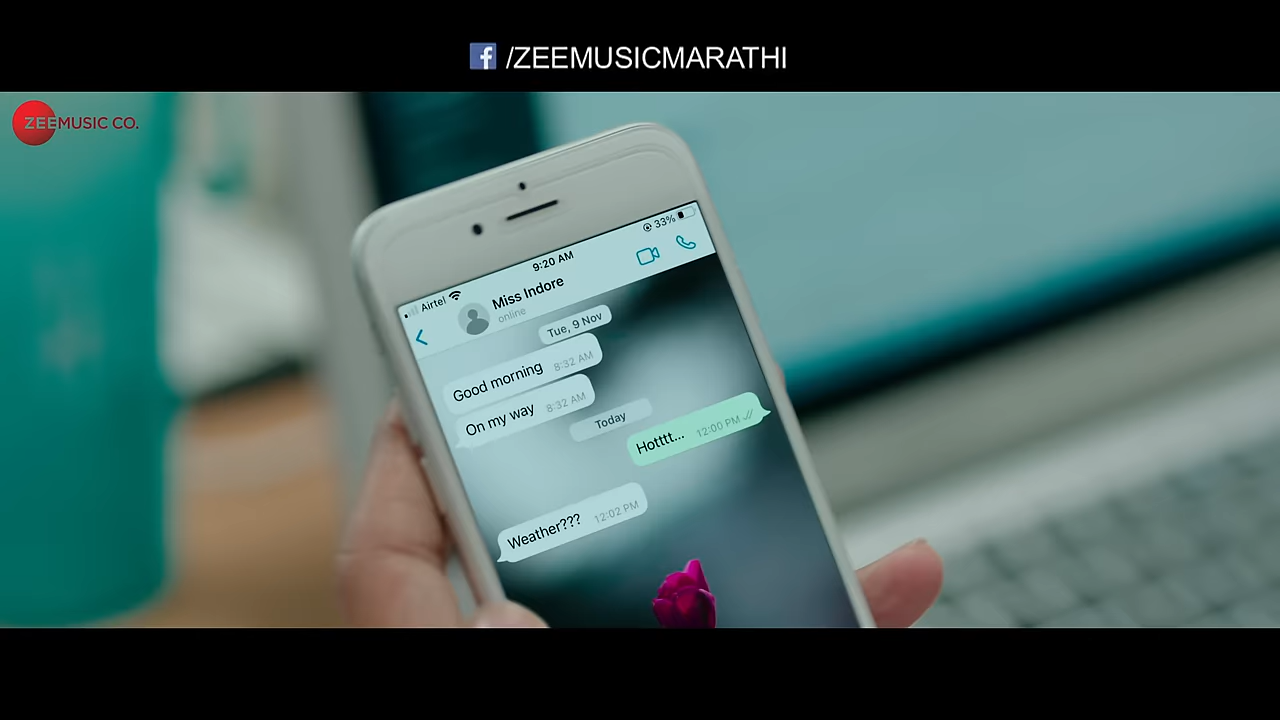 /ZEEMUSICMARATHI
ZEEMUSIC CO.
Airtel 9:20 AM 33%
Miss Indore
online
Tue, 9 Nov
Good morning 8:32 AM
On my way 8:32 AM
Today
Hotttt... 12:00 PM
Weather??? 12:02 PM